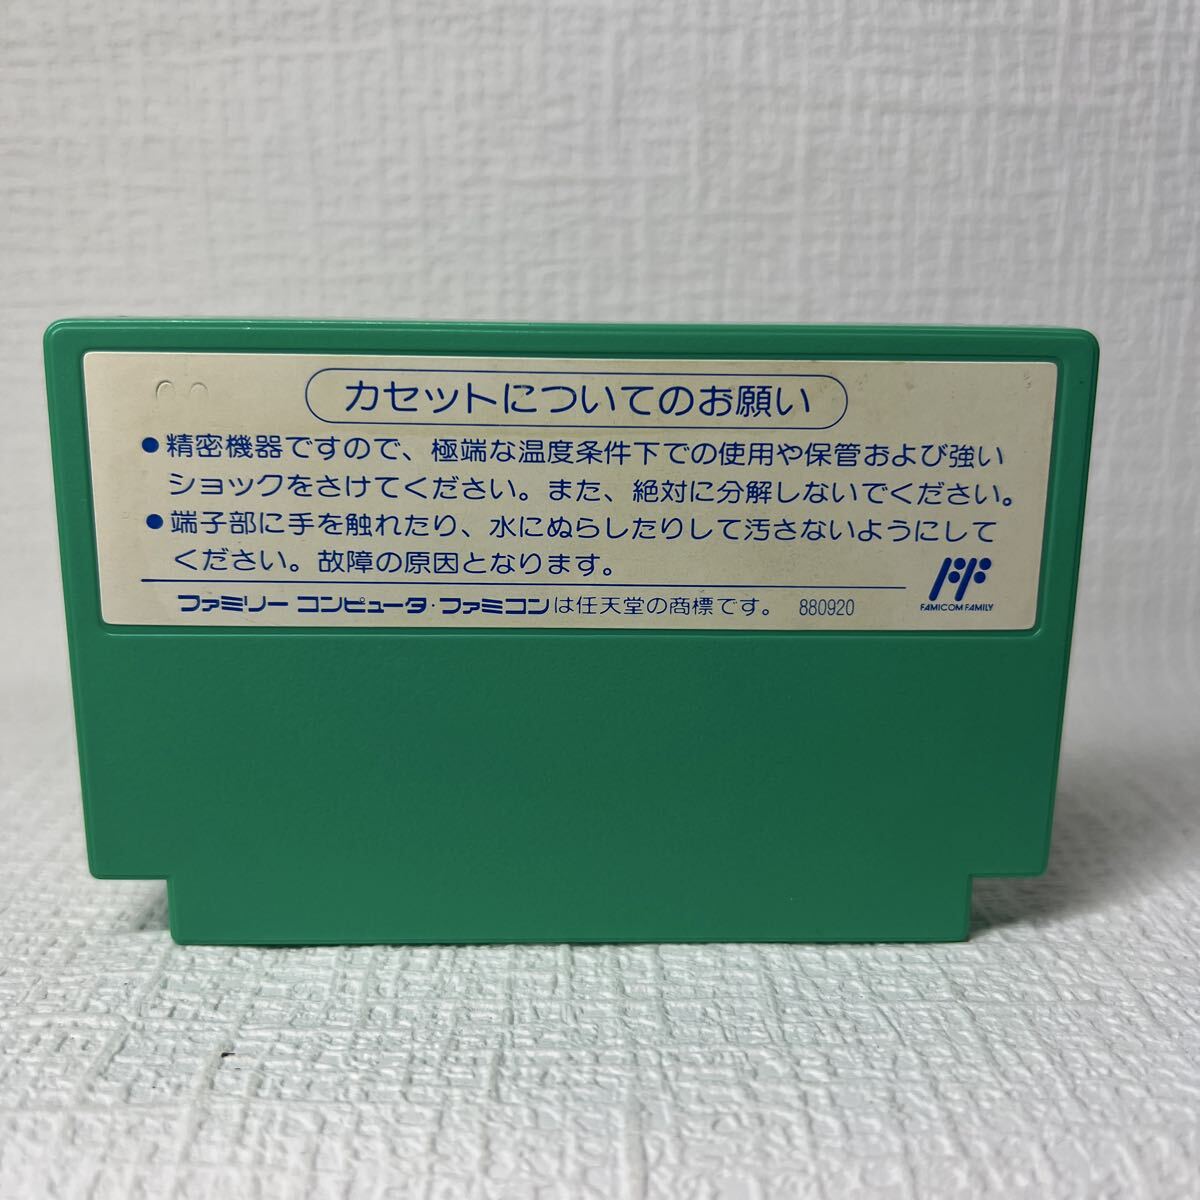 カセットについてのお願い
●精密機器ですので、極端な温度条件下での使用や保管および強い
ショックをさけてください。また、絶対に分解しないでください。
●端子部に手を触れたり、水にぬらしたりして汚さないようにして
ください。故障の原因となります。
ファミリー コンピュータ・ファミコンは任天堂の商標です。 880920
FAMICOM FAMILY